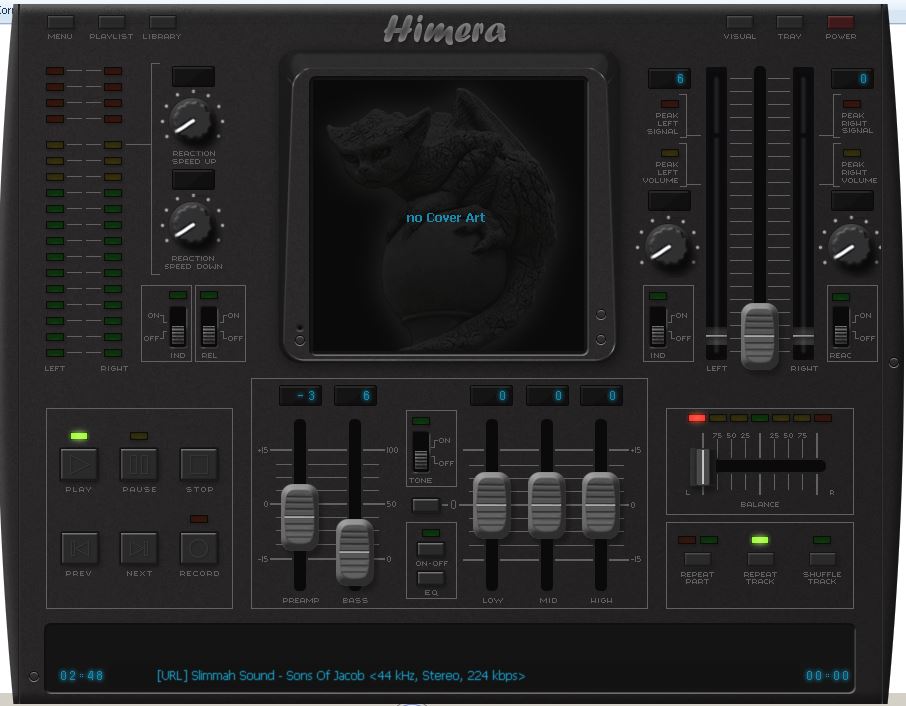 Himera
MENU PLAYLIST LIBRARY
VISUAL TRAY POWER
6
0
PEAK
LEFT
SIGNAL
PEAK
RIGHT
SIGNAL
REACTION
SPEED UP
PEAK
LEFT
VOLUME
PEAK
RIGHT
VOLUME
no Cover Art
REACTION
SPEED DOWN
ON
OFF
IND
ON
OFF
REL
ON
OFF
IND
ON
OFF
REAC
LEFT RIGHT
LEFT RIGHT
-3 6
0 0 0
+15 100
0 50
-15 0
PREAMP BASS
ON
OFF
TONE
0
ON-OFF
EQ
+15
0
-15
LOW MID HIGH
75 50 25 25 50 75
L R
BALANCE
PLAY PAUSE STOP
PREV NEXT RECORD
REPEAT
PART
REPEAT
TRACK
SHUFFLE
TRACK
02:48 [URL] Slimmah Sound - Sons Of Jacob <44 kHz, Stereo, 224 kbps> 00:00